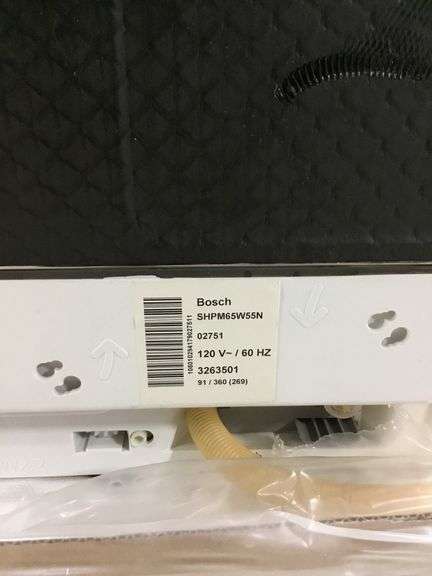 Bosch
SHPM65W55N
02751
120 V~ / 60 HZ
3263501
91 / 360 (269)